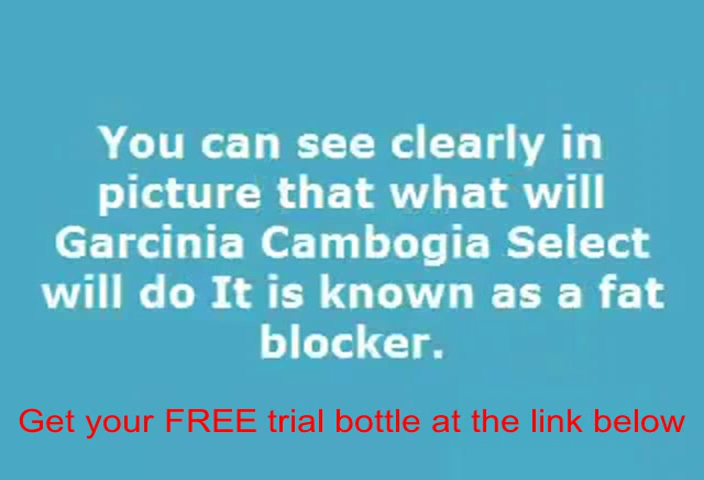 You can see clearly in
picture that what will
Garcinia Cambogia Select
will do It is known as a fat
blocker.
Get your FREE trial bottle at the link below